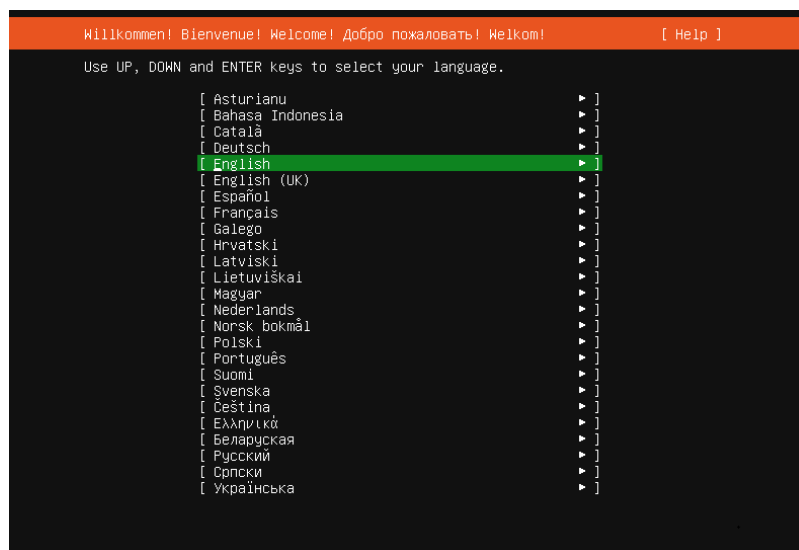 Willkommen! Bienvenue! Welcome! Добро пожаловать! Welkom! [ Help ]
Use UP, DOWN and ENTER keys to select your language.
[ Asturianu ► ]
[ Bahasa Indonesia ► ]
[ Català ► ]
[ Deutsch ► ]
[ English ► ]
[ English (UK) ► ]
[ Español ► ]
[ Français ► ]
[ Galego ► ]
[ Hrvatski ► ]
[ Latviski ► ]
[ Lietuviškai ► ]
[ Magyar ► ]
[ Nederlands ► ]
[ Norsk bokmål ► ]
[ Polski ► ]
[ Português ► ]
[ Suomi ► ]
[ Svenska ► ]
[ Čeština ► ]
[ Ελληνικά ► ]
[ Беларуская ► ]
[ Русский ► ]
[ Српски ► ]
[ Українська ► ]